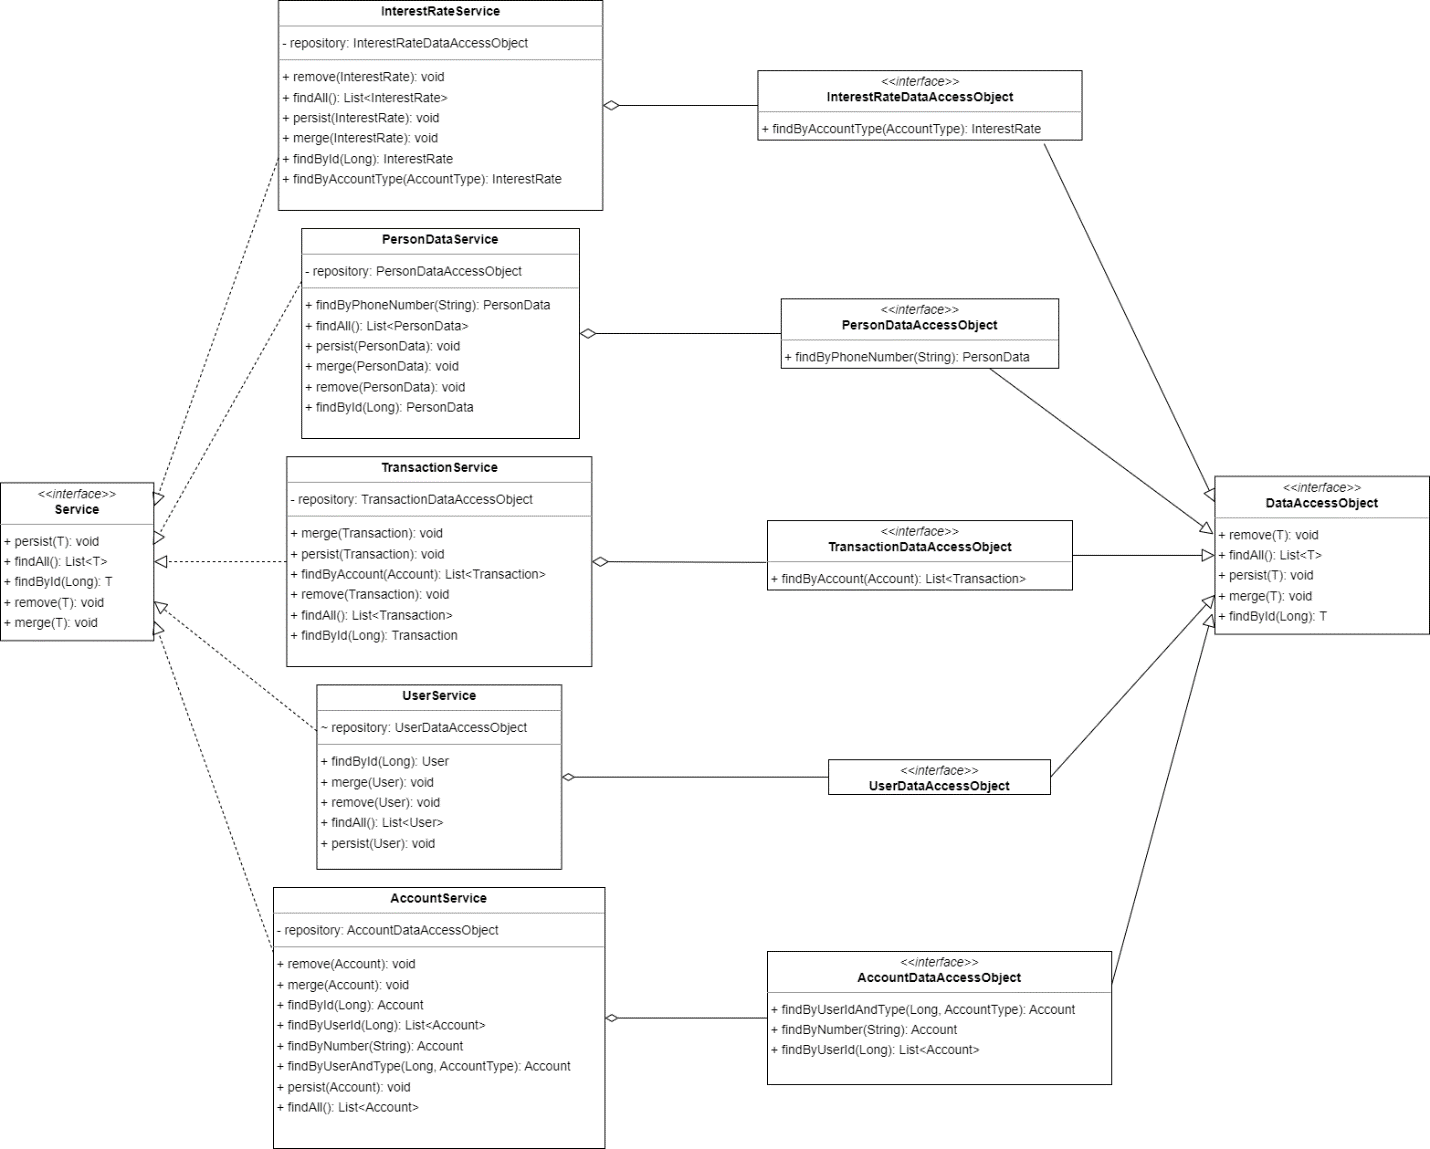 InterestRateService
- repository: InterestRateDataAccessObject
+ remove(InterestRate): void
+ findAll(): List<InterestRate>
+ persist(InterestRate): void
+ merge(InterestRate): void
+ findById(Long): InterestRate
+ findByAccountType(AccountType): InterestRate
<<interface>>
InterestRateDataAccessObject
+ findByAccountType(AccountType): InterestRate
PersonDataService
- repository: PersonDataAccessObject
+ findByPhoneNumber(String): PersonData
+ findAll(): List<PersonData>
+ persist(PersonData): void
+ merge(PersonData): void
+ remove(PersonData): void
+ findById(Long): PersonData
<<interface>>
PersonDataAccessObject
+ findByPhoneNumber(String): PersonData
<<interface>>
Service
+ persist(T): void
+ findAll(): List<T>
+ findById(Long): T
+ remove(T): void
+ merge(T): void
TransactionService
- repository: TransactionDataAccessObject
+ merge(Transaction): void
+ persist(Transaction): void
+ findByAccount(Account): List<Transaction>
+ remove(Transaction): void
+ findAll(): List<Transaction>
+ findById(Long): Transaction
<<interface>>
TransactionDataAccessObject
+ findByAccount(Account): List<Transaction>
<<interface>>
DataAccessObject
+ remove(T): void
+ findAll(): List<T>
+ persist(T): void
+ merge(T): void
+ findById(Long): T
UserService
~ repository: UserDataAccessObject
+ findById(Long): User
+ merge(User): void
+ remove(User): void
+ findAll(): List<User>
+ persist(User): void
<<interface>>
UserDataAccessObject
AccountService
- repository: AccountDataAccessObject
+ remove(Account): void
+ merge(Account): void
+ findById(Long): Account
+ findByUserId(Long): List<Account>
+ findByNumber(String): Account
+ findByUserAndType(Long, AccountType): Account
+ persist(Account): void
+ findAll(): List<Account>
<<interface>>
AccountDataAccessObject
+ findByUserIdAndType(Long, AccountType): Account
+ findByNumber(String): Account
+ findByUserId(Long): List<Account>